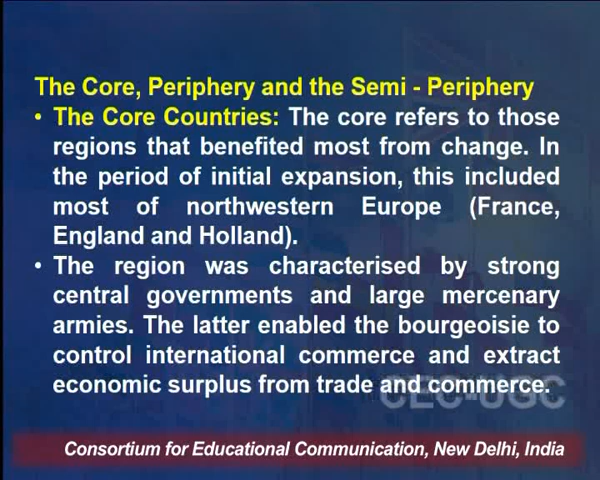 The Core, Periphery and the Semi - Periphery
• The Core Countries: The core refers to those
regions that benefited most from change. In
the period of initial expansion, this included
most of northwestern Europe (France,
England and Holland).
• The region was characterised by strong
central governments and large mercenary
armies. The latter enabled the bourgeoisie to
control international commerce and extract
economic surplus from trade and commerce.
CEC-UGC
Consortium for Educational Communication, New Delhi, India